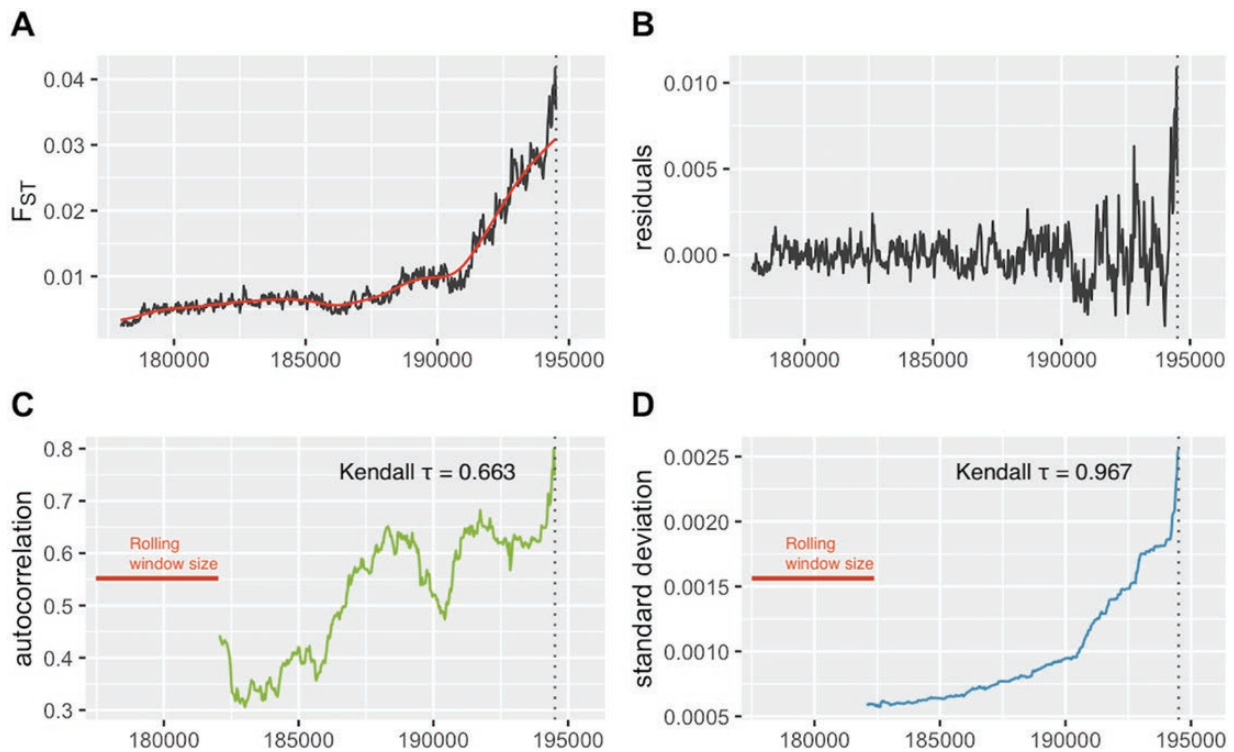 A
0.04
0.03
0.02
0.01
FST
180000 185000 190000 195000
B
0.010
0.005
0.000
residuals
180000 185000 190000 195000
C
0.8
0.7
0.6
0.5
0.4
0.3
autocorrelation
Kendall τ = 0.663
Rolling
window size
180000 185000 190000 195000
D
0.0025
0.0020
0.0015
0.0010
0.0005
standard deviation
Kendall τ = 0.967
Rolling
window size
180000 185000 190000 195000